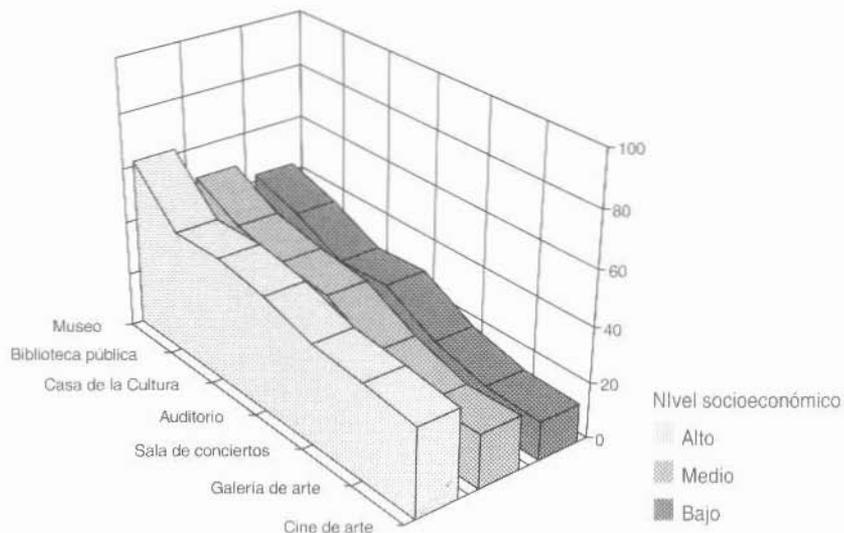 100
80
60
40
20
0
Museo
Biblioteca pública
Casa de la Cultura
Auditorio
Sala de conciertos
Galería de arte
Cine de arte
NIvel socioeconómico
Alto
Medio
Bajo